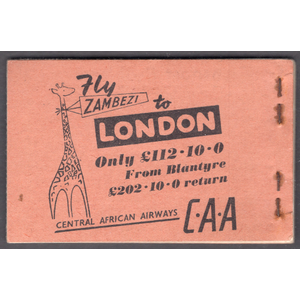 Fly
ZAMBEZI
to
LONDON
Only £112·10·0
From Blantyre
£202·10·0 return
CENTRAL AFRICAN AIRWAYS
C·A·A